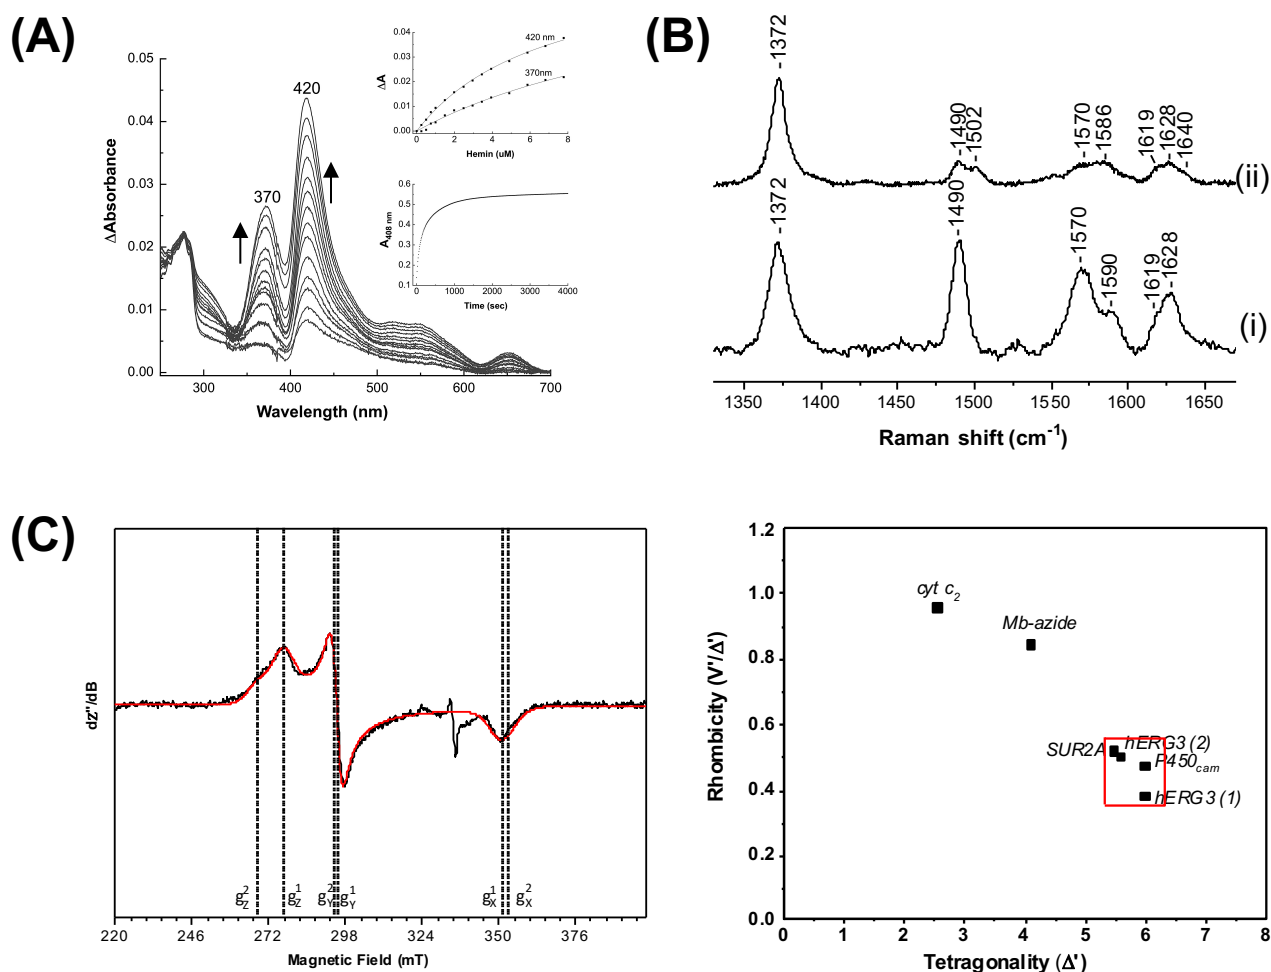 (A)
0.05
0.04
0.03
0.02
0.01
0.00
ΔAbsorbance
370
420
300 400 500 600 700
Wavelength (nm)
0.04
0.03
0.02
0.01
0.00
ΔA
420 nm
370nm
0 2 4 6 8
Hemin (uM)
0.6
0.5
0.4
0.3
0.2
0.1
A408 nm
0 1000 2000 3000 4000
Time (sec)
(B)
1372
1490
1502
1570
1586
1619
1628
1640
(ii)
1372
1490
1570
1590
1619
1628
(i)
1350 1400 1450 1500 1550 1600 1650
Raman shift (cm-1)
(C)
dz''/dB
gZ2 gZ1 gY2 gY1 gX1 gX2
220 246 272 298 324 350 376
Magnetic Field (mT)
1.2
1.0
0.8
0.6
0.4
0.2
0.0
Rhombicity (V'/Δ')
cyt c2
Mb-azide
SUR2A
hERG3 (2)
P450cam
hERG3 (1)
0 1 2 3 4 5 6 7 8
Tetragonality (Δ')